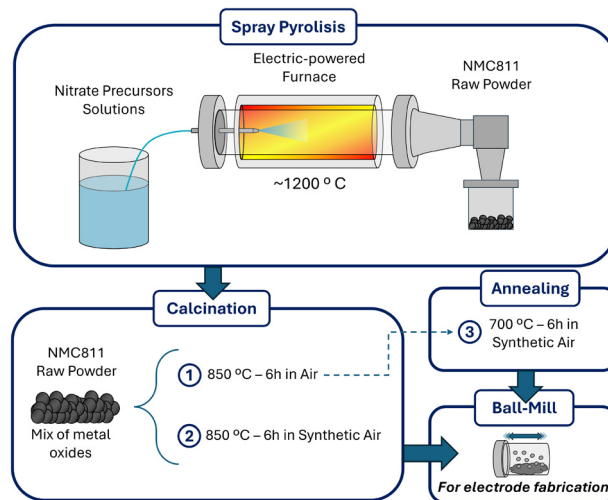 Spray Pyrolisis
Electric-powered
Furnace
NMC811
Raw Powder
Nitrate Precursors
Solutions
~1200 º C
Calcination
Annealing
NMC811
Raw Powder
Mix of metal
oxides
1 850 ºC – 6h in Air
2 850 ºC – 6h in Synthetic Air
3 700 ºC – 6h in
Synthetic Air
Ball-Mill
For electrode fabrication